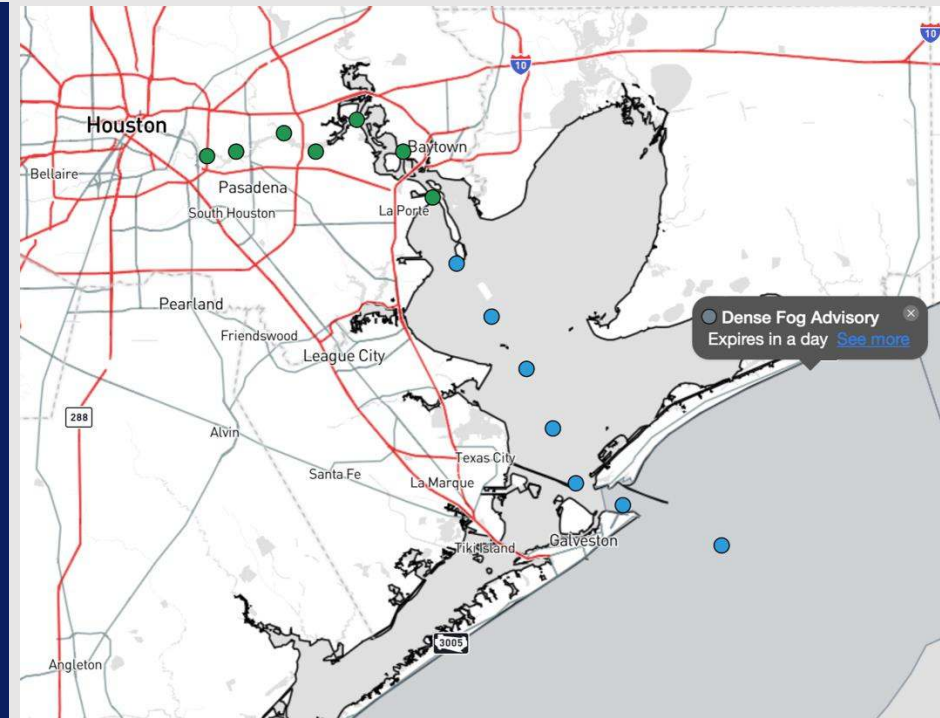 10
10
Houston
Baytown
Bellaire
Pasadena
South Houston
La Porte
Pearland
Friendswood
League City
Dense Fog Advisory
Expires in a day See more
288
Alvin
Texas City
Santa Fe
La Marque
Tiki Island
Galveston
3005
Angleton